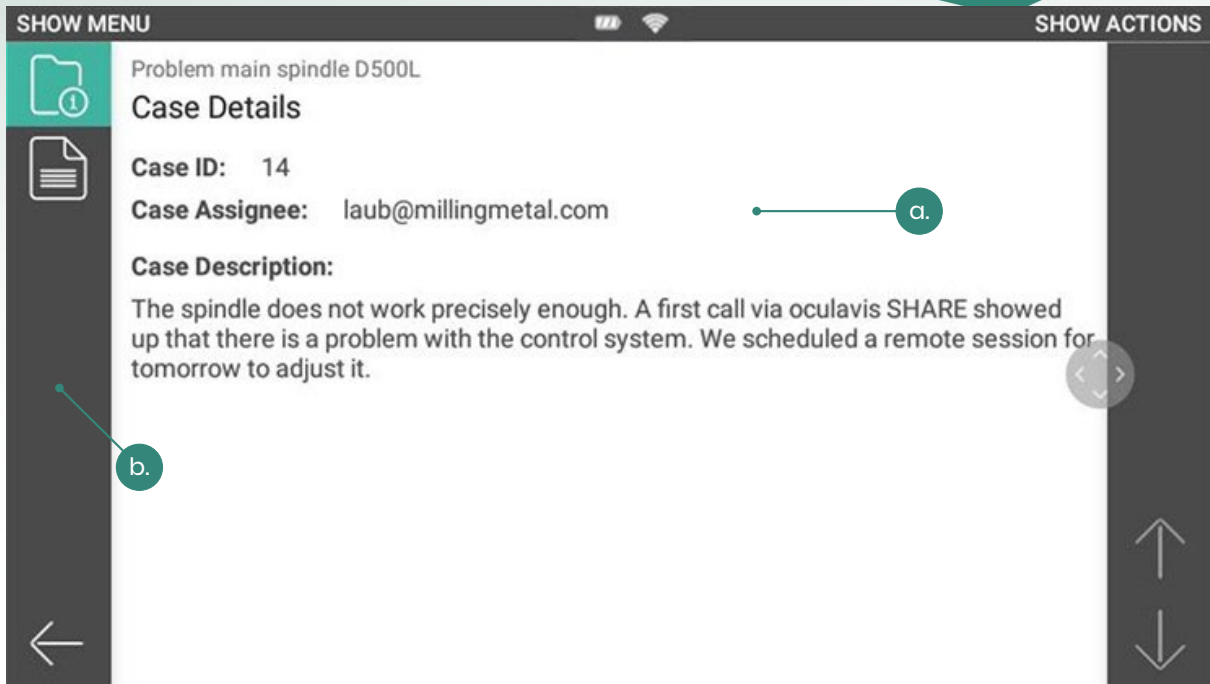 SHOW MENU
SHOW ACTIONS
Problem main spindle D500L
Case Details
Case ID: 14
Case Assignee: laub@millingmetal.com
a.
Case Description:
The spindle does not work precisely enough. A first call via oculavis SHARE showed
up that there is a problem with the control system. We scheduled a remote session for
tomorrow to adjust it.
b.